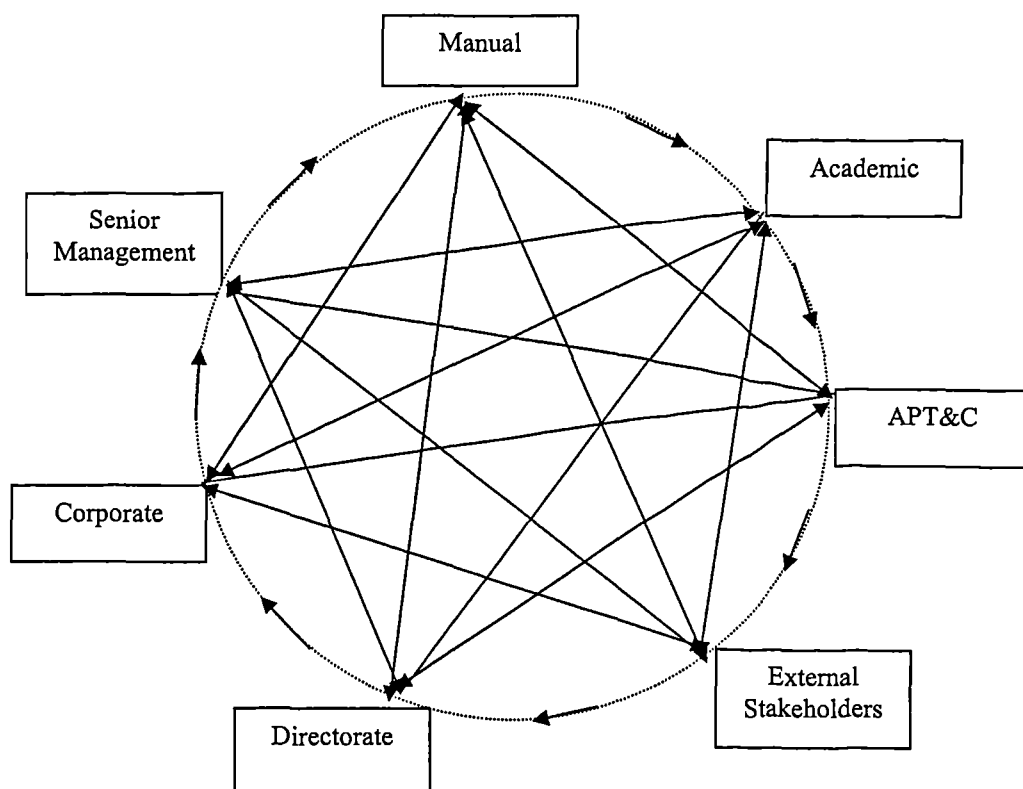 Manual
Academic
Senior
Management
APT&C
Corporate
External
Stakeholders
Directorate